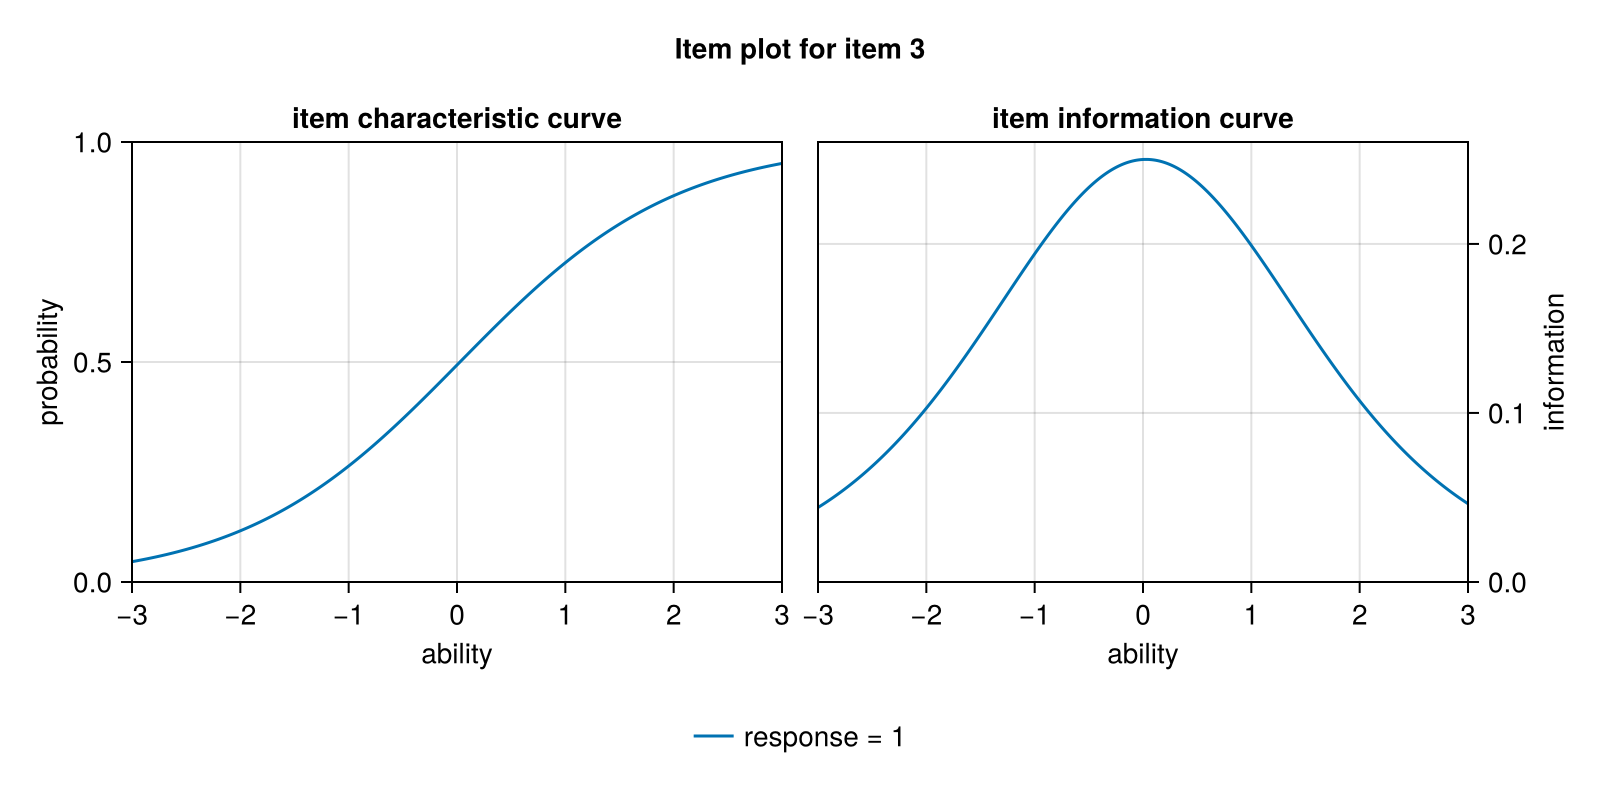 Item plot for item 3
item characteristic curve
1.0
0.5
0.0
probability
−3 −2 −1 0 1 2 3
ability
item information curve
0.2
0.1
0.0
information
−3 −2 −1 0 1 2 3
ability
response = 1